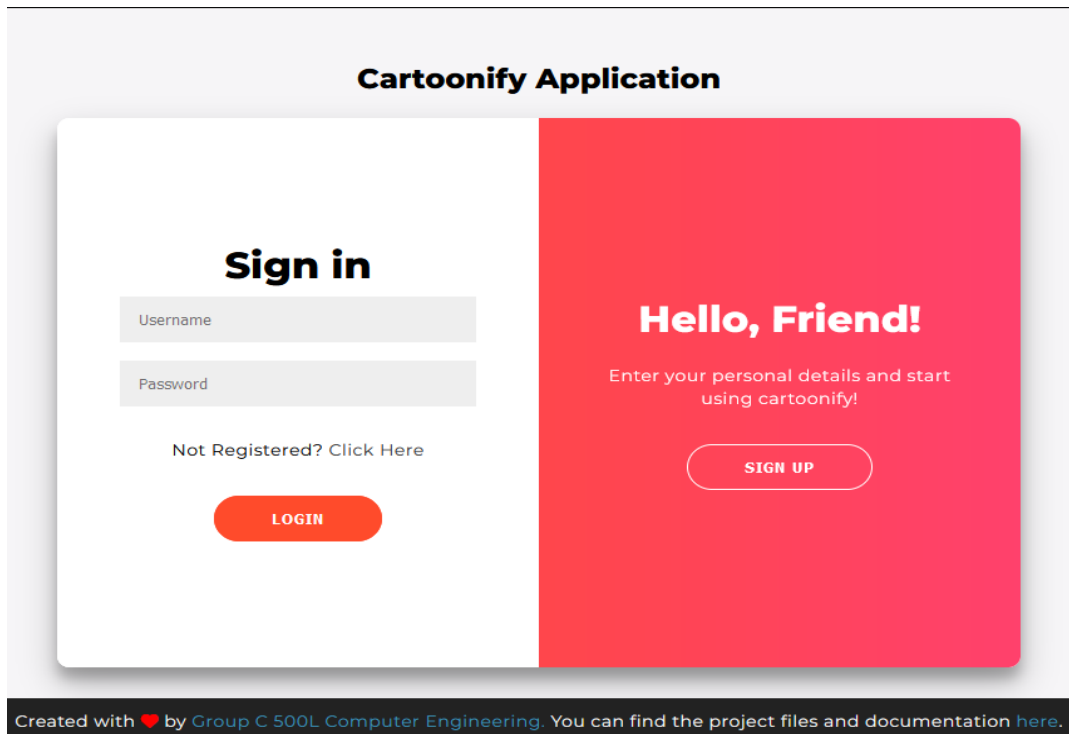 Cartoonify Application
Sign in
Username
Password
Not Registered? Click Here
LOGIN
Hello, Friend!
Enter your personal details and start
using cartoonify!
SIGN UP
Created with ❤ by Group C 500L Computer Engineering. You can find the project files and documentation here.